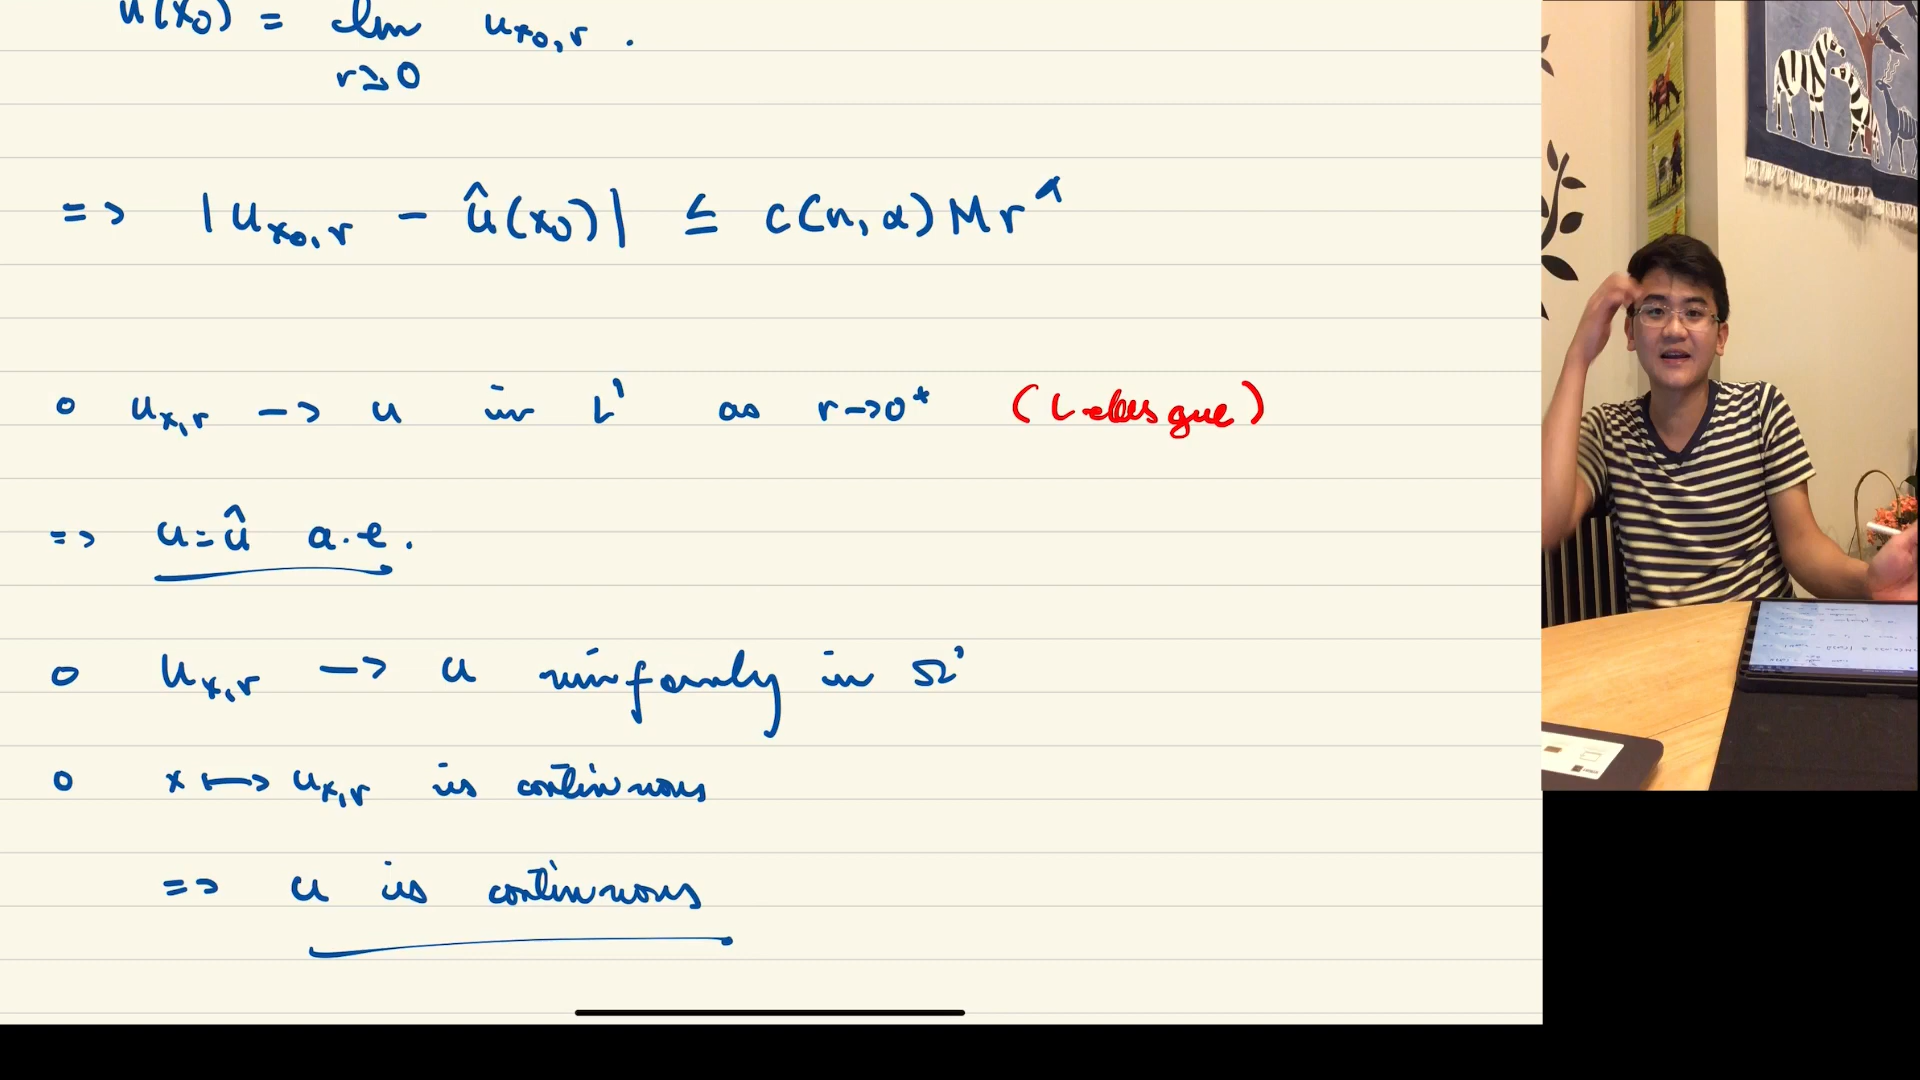 û(x₀) = lim u_{x₀,r} .
r↘0
=> |u_{x₀,r} - û(x₀)| ≤ c(n,α) M r^α
o u_{x,r} -> u in L¹ as r->0⁺ (Lebesgue)
=> u=û a.e.
o u_{x,r} -> u uniformly in Ω'
o x ↦ u_{x,r} is continuous
=> u is continuous